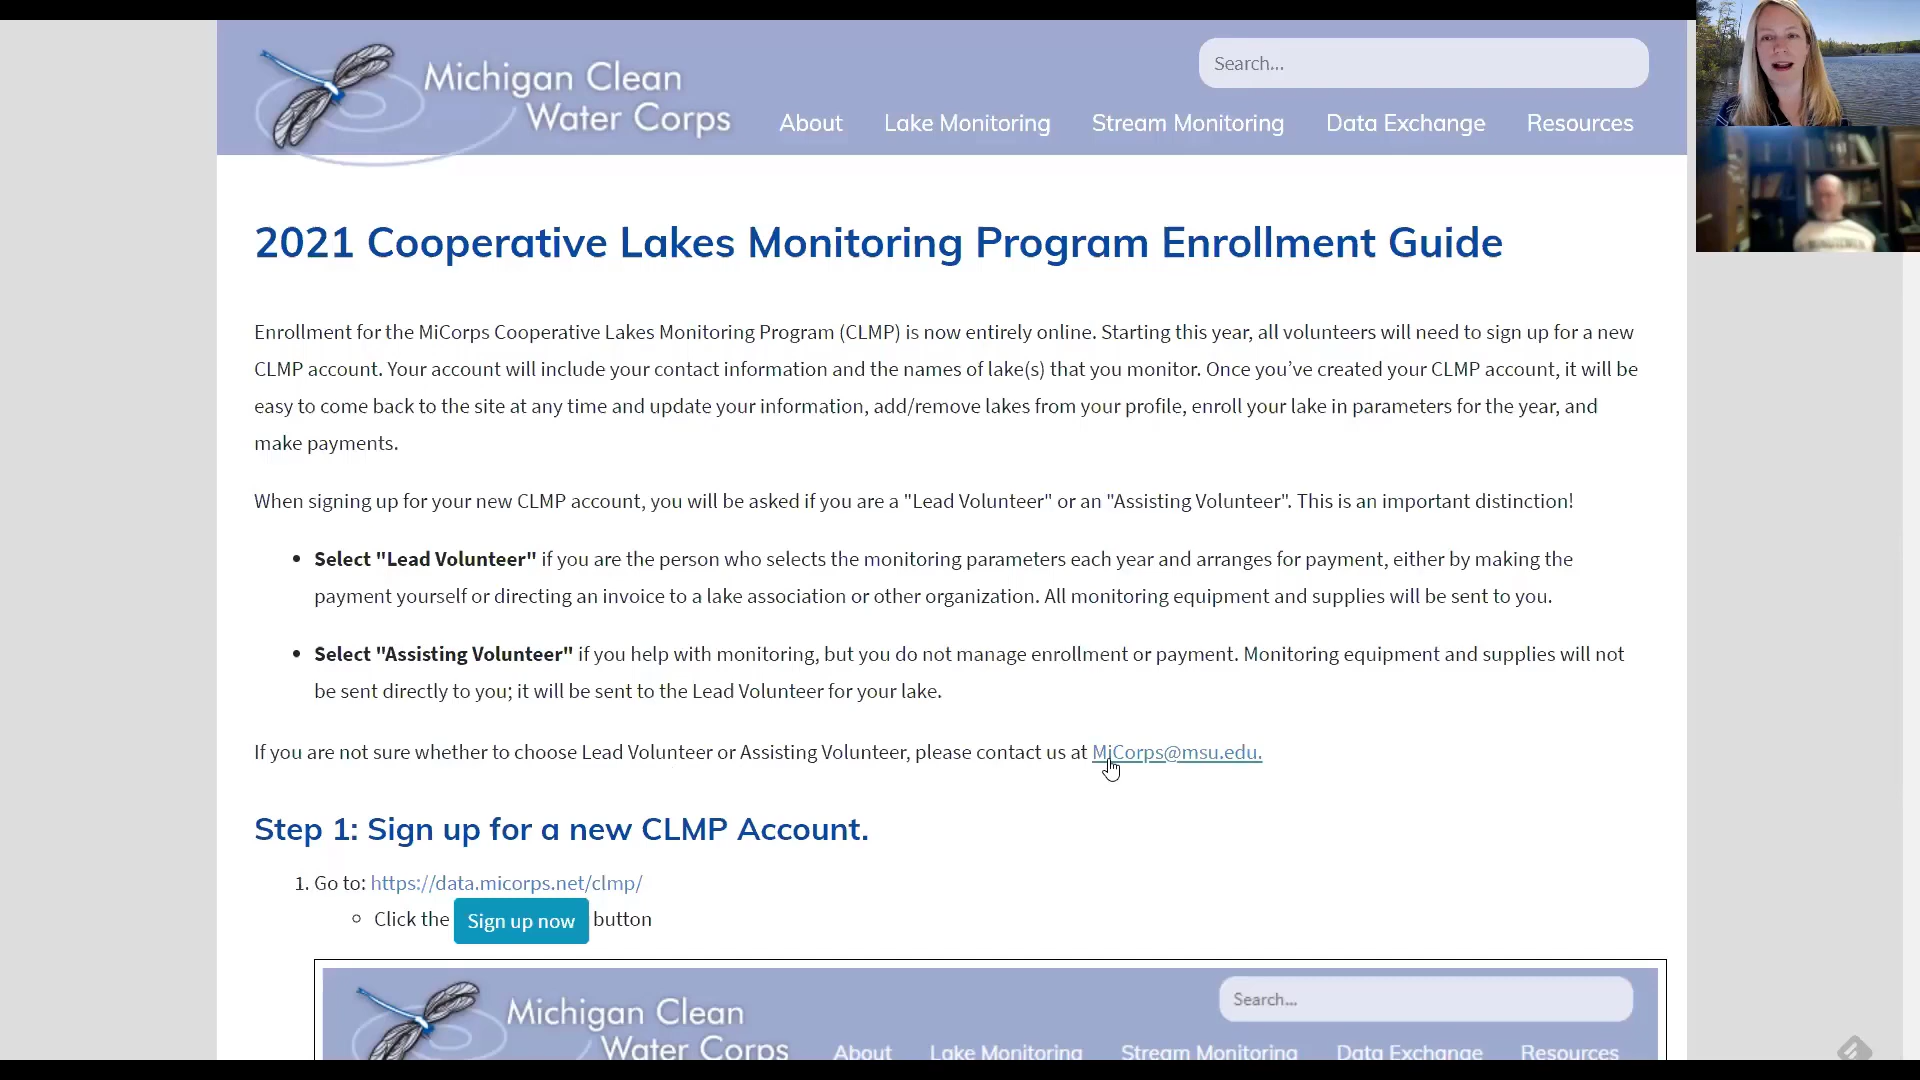 Michigan Clean
Water Corps
Search...
About Lake Monitoring Stream Monitoring Data Exchange Resources
2021 Cooperative Lakes Monitoring Program Enrollment Guide
Enrollment for the MiCorps Cooperative Lakes Monitoring Program (CLMP) is now entirely online. Starting this year, all volunteers will need to sign up for a new
CLMP account. Your account will include your contact information and the names of lake(s) that you monitor. Once you’ve created your CLMP account, it will be
easy to come back to the site at any time and update your information, add/remove lakes from your profile, enroll your lake in parameters for the year, and
make payments.
When signing up for your new CLMP account, you will be asked if you are a "Lead Volunteer" or an "Assisting Volunteer". This is an important distinction!
• Select "Lead Volunteer" if you are the person who selects the monitoring parameters each year and arranges for payment, either by making the
payment yourself or directing an invoice to a lake association or other organization. All monitoring equipment and supplies will be sent to you.
• Select "Assisting Volunteer" if you help with monitoring, but you do not manage enrollment or payment. Monitoring equipment and supplies will not
be sent directly to you; it will be sent to the Lead Volunteer for your lake.
If you are not sure whether to choose Lead Volunteer or Assisting Volunteer, please contact us at MiCorps@msu.edu.
Step 1: Sign up for a new CLMP Account.
1. Go to: https://data.micorps.net/clmp/
Click the Sign up now button
Michigan Clean
Water Corps
Search...
About Lake Monitoring Stream Monitoring Data Exchange Resources